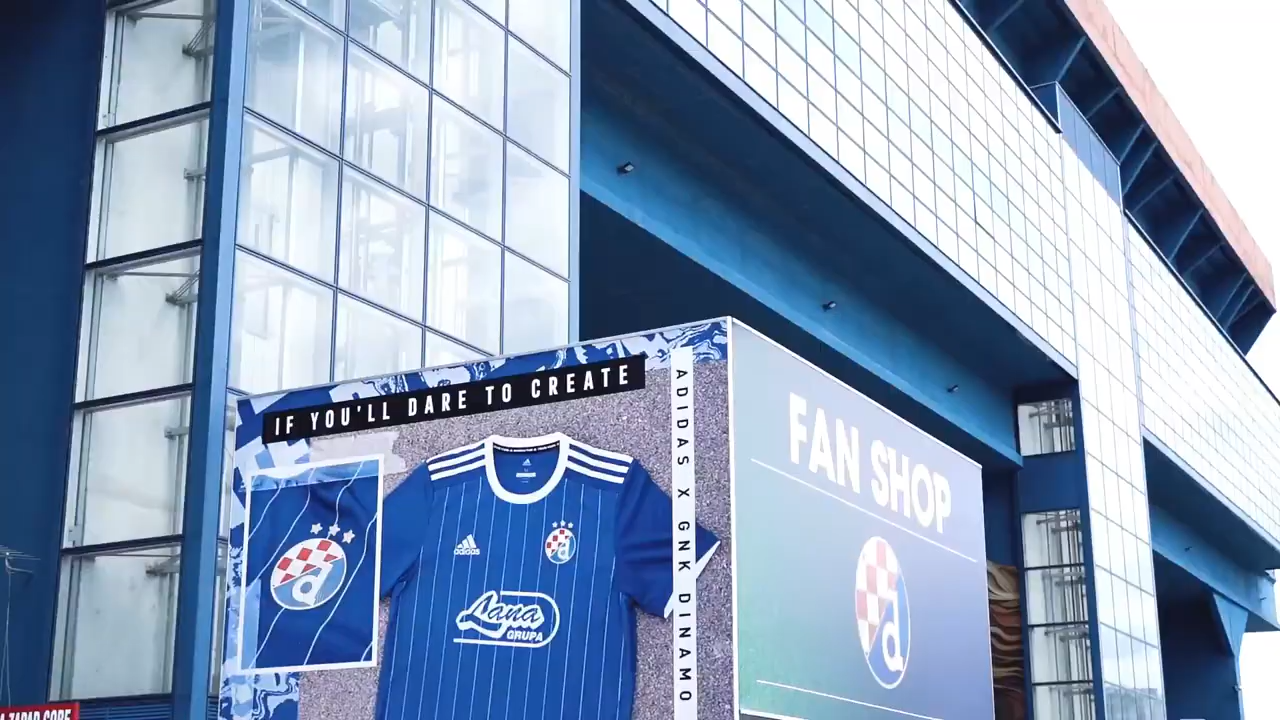 IF YOU'LL DARE TO CREATE
ADIDAS X GNK DINAMO
adidas
Lana
GRUPA
FAN SHOP
d
d
d